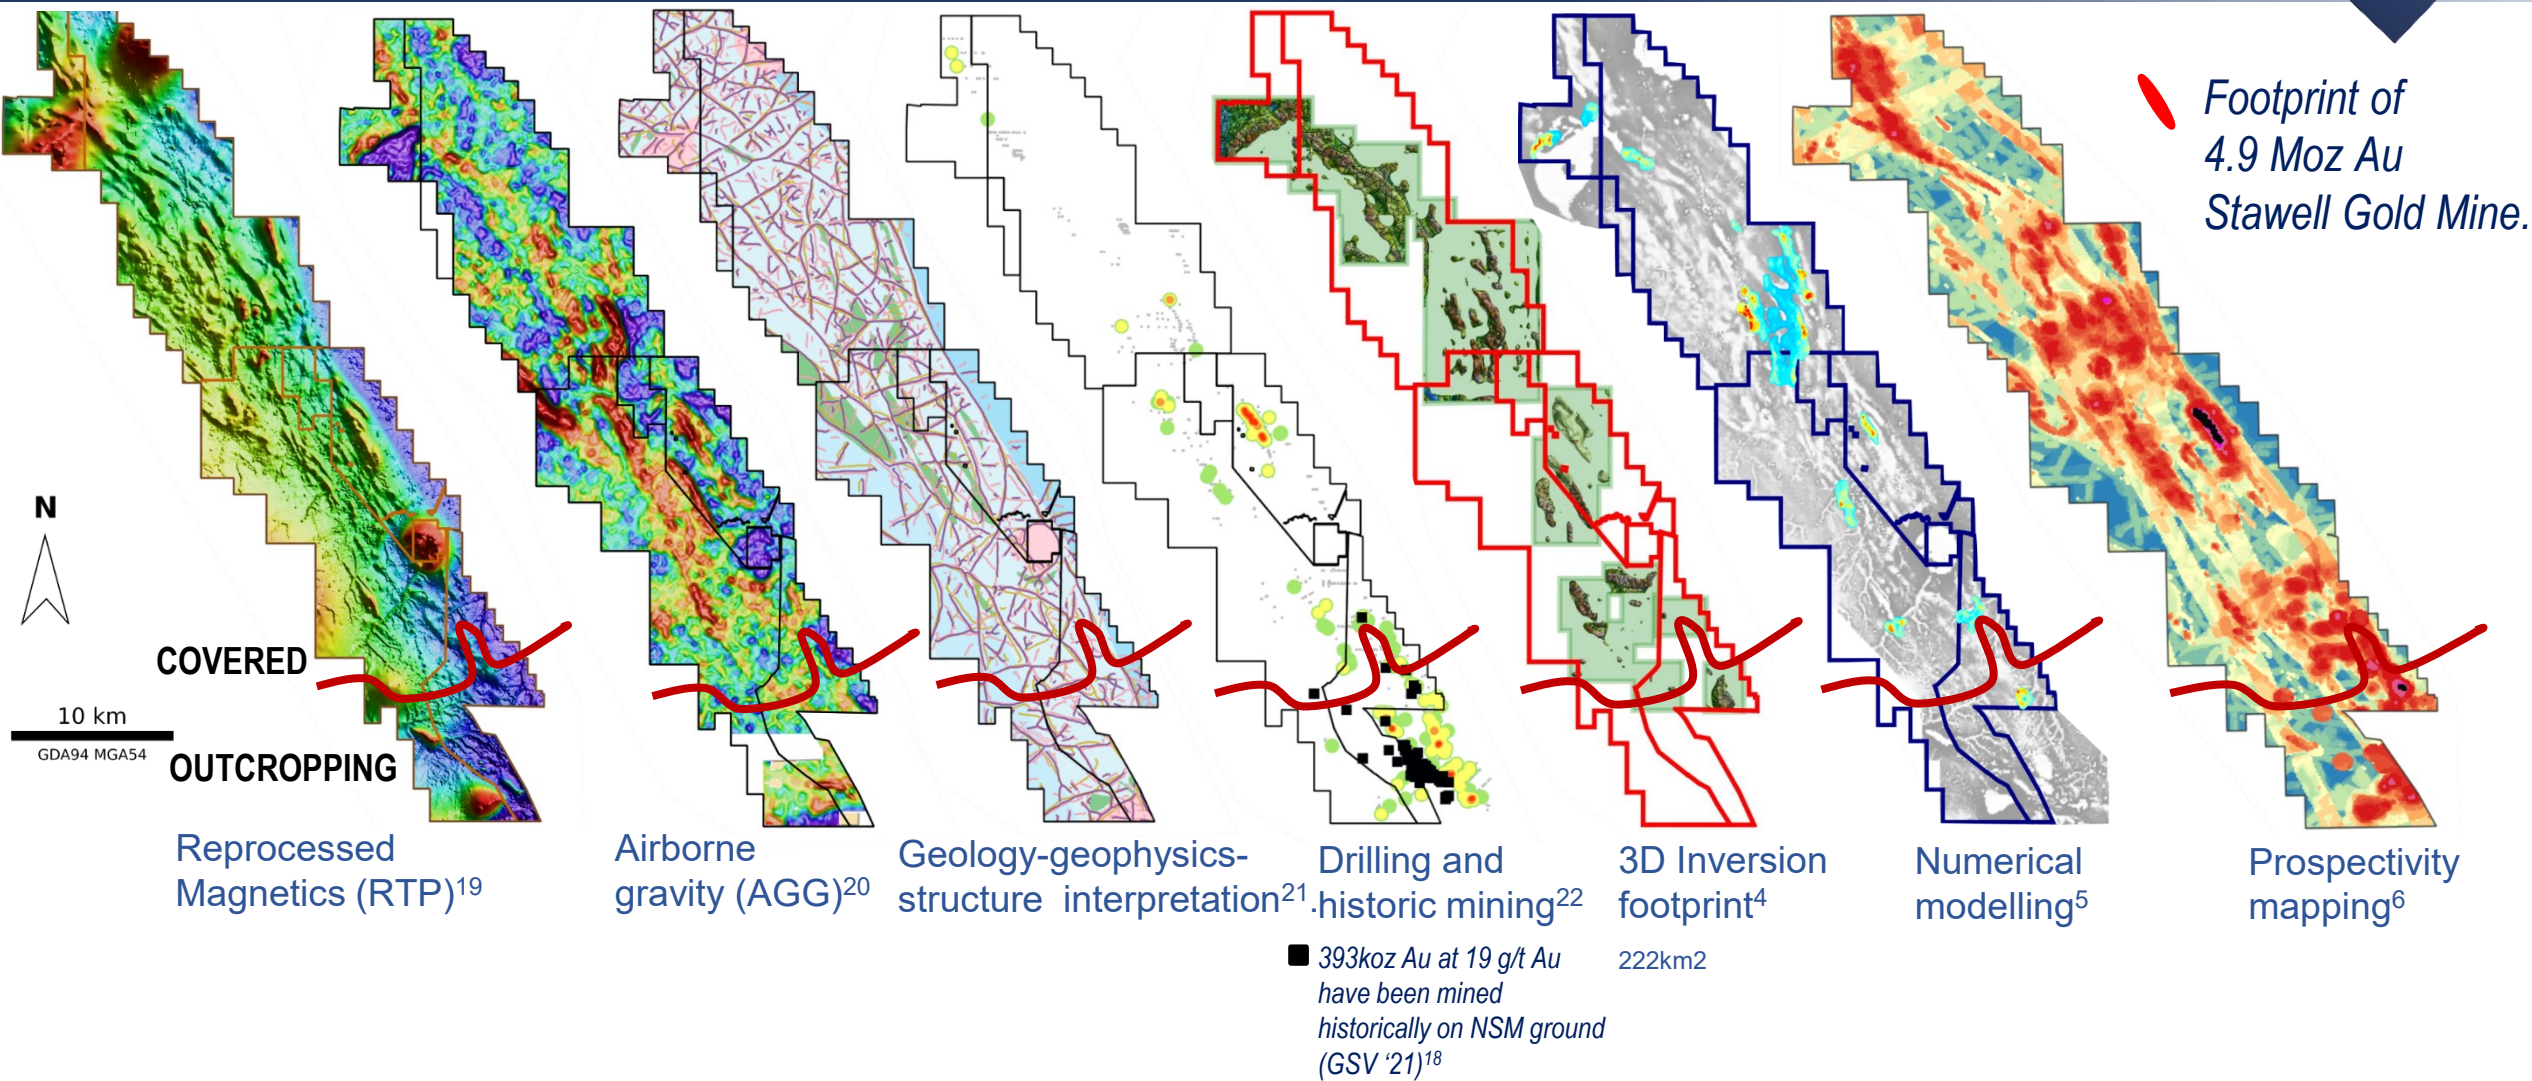 Footprint of
4.9 Moz Au
Stawell Gold Mine.
N
COVERED
10 km
GDA94 MGA54
OUTCROPPING
Reprocessed
Magnetics (RTP)19
Airborne
gravity (AGG)20
Geology-geophysics-
structure interpretation21.
Drilling and
historic mining22
393koz Au at 19 g/t Au
have been mined
historically on NSM ground
(GSV ‘21)18
3D Inversion
footprint4
222km2
Numerical
modelling5
Prospectivity
mapping6